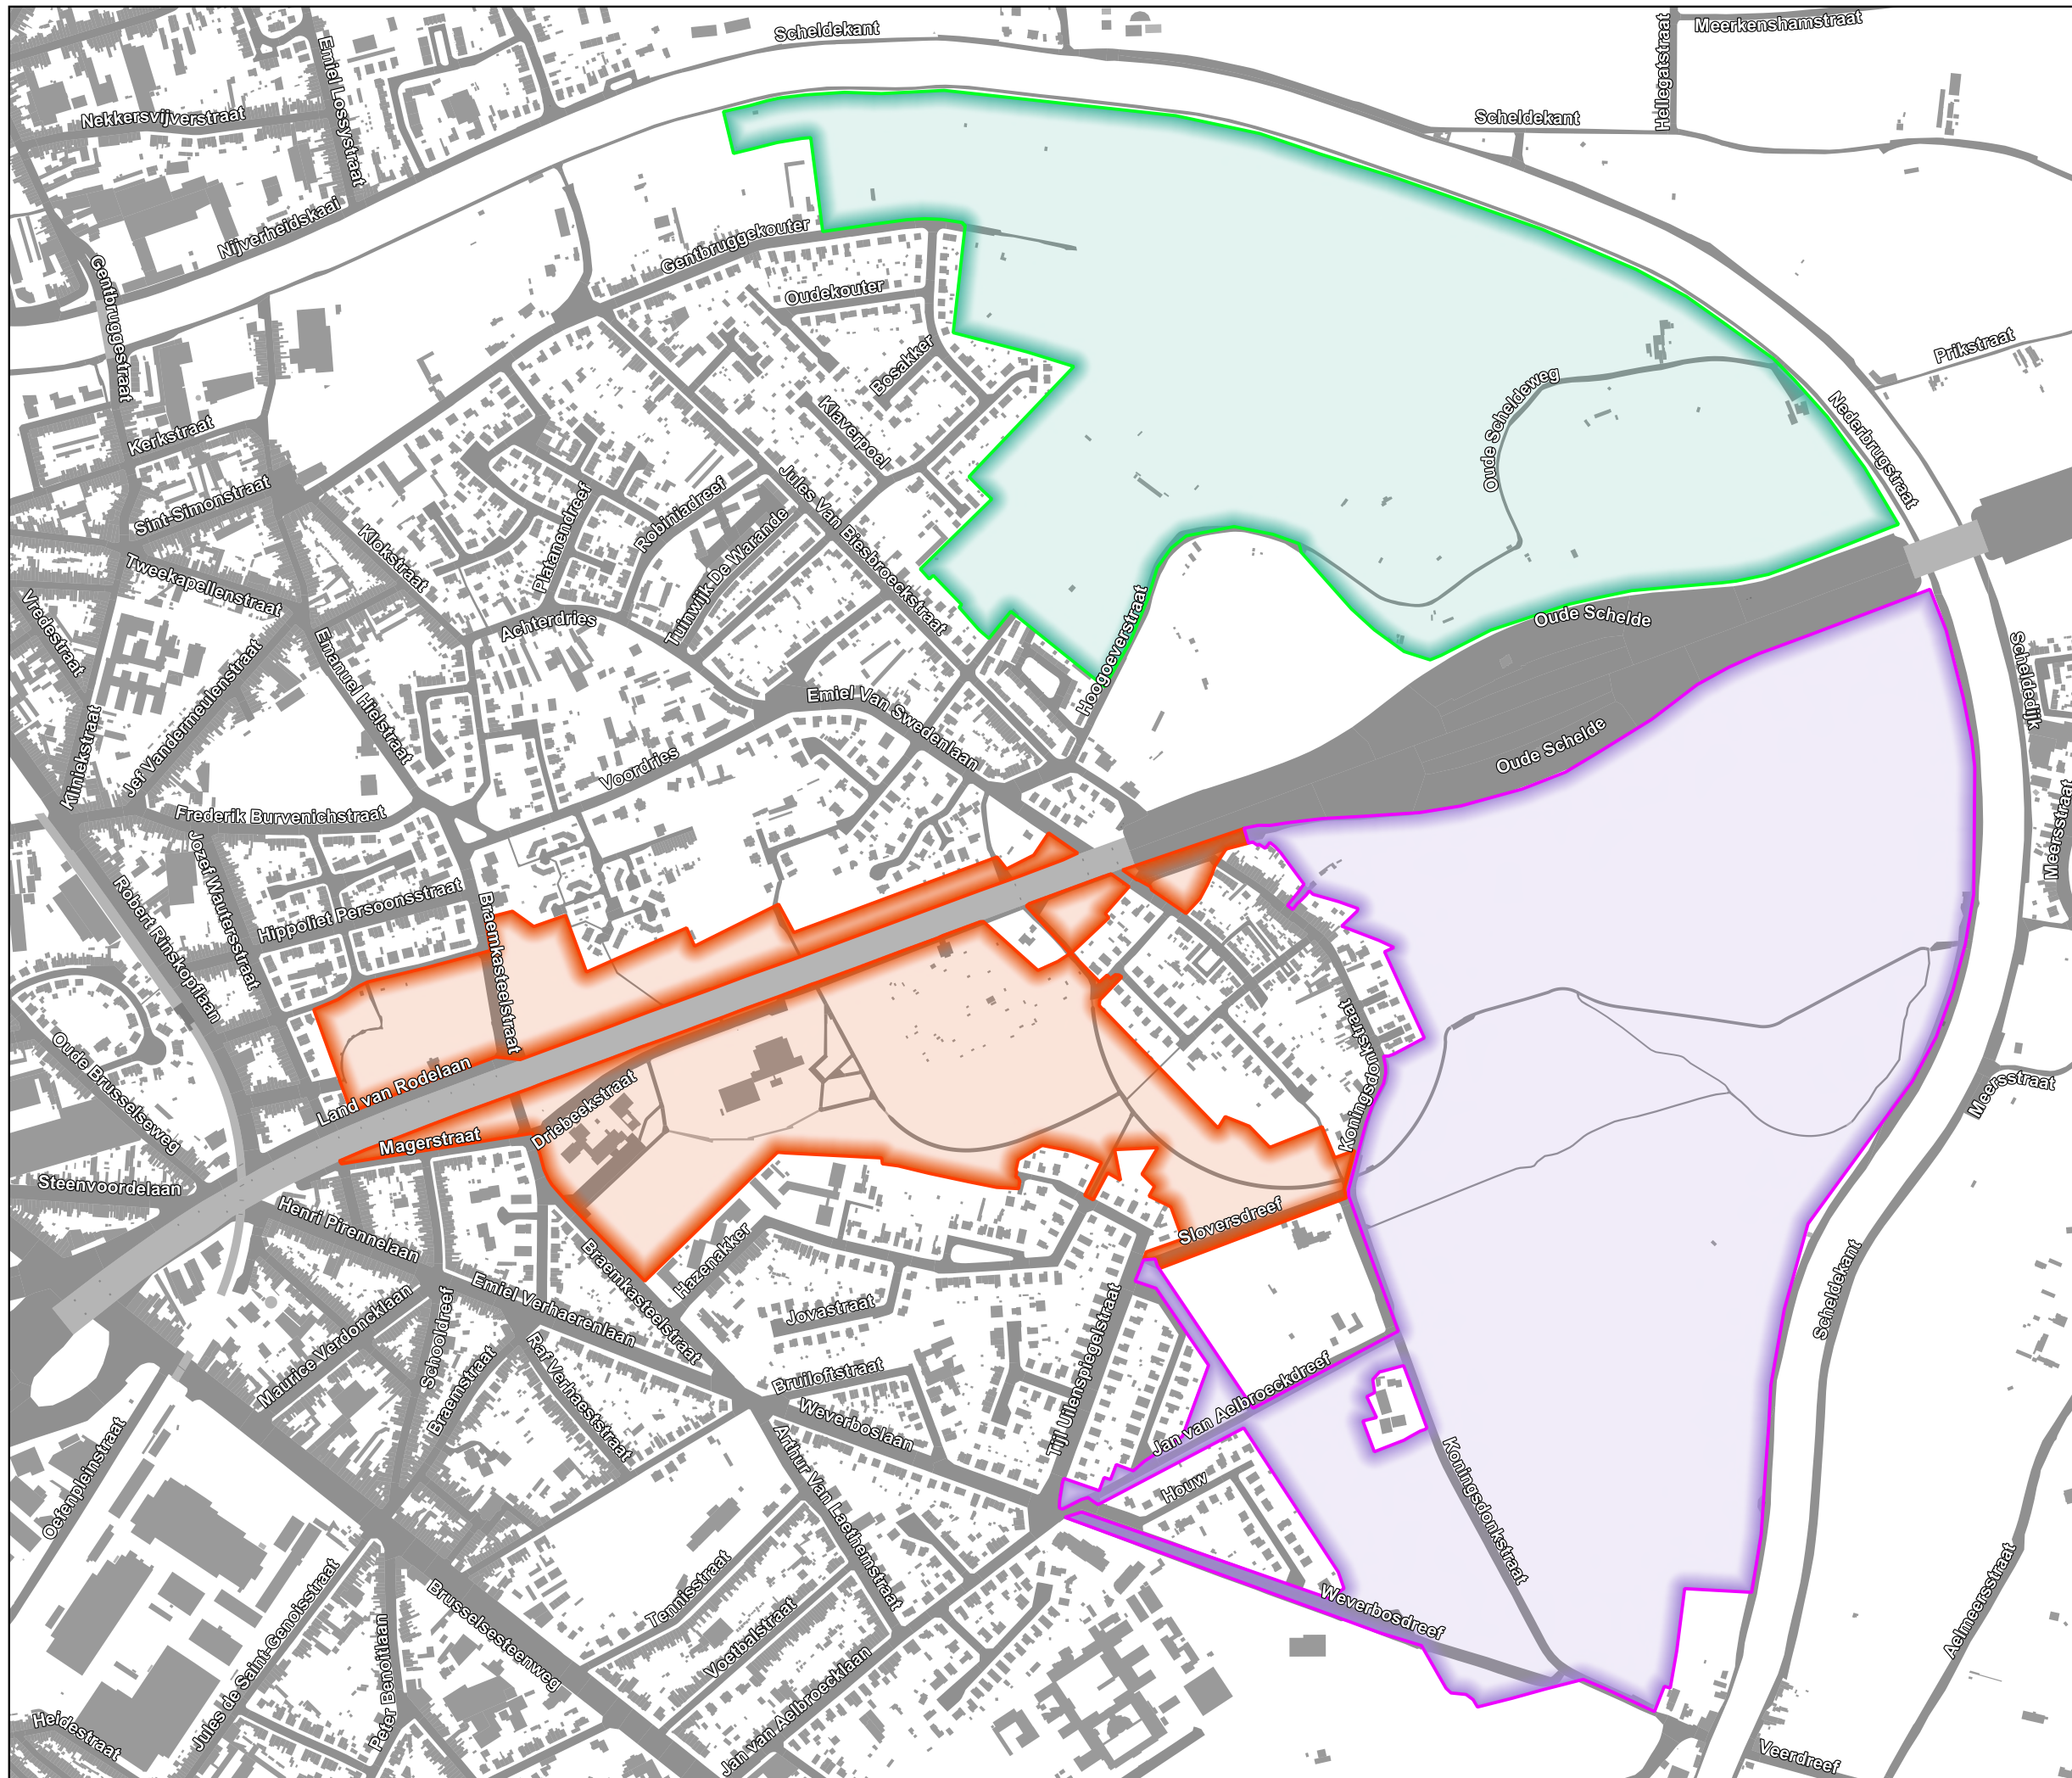 Scheldekant
Meerkenshamstraat
Emiel Lossystraat
Hellegatstraat
Nekkersvijverstraat
Scheldekant
Nijverheidskaai
Gentbruggekouter
Gentbruggestraat
Oudekouter
Prikstraat
Bosakker
Oude Scheldeweg
Nederbrugstraat
Klaverpoel
Kerkstraat
Sint-Simonstraat
Jules Van Biesbroeckstraat
Robiniadreef
Platanendreef
Klokstraat
Tuinwijk De Warande
Tweekapellenstraat
Vredestraat
Achterdries
Hoogoeverstraat
Oude Schelde
Emanuel Hielstraat
Jef Vandermeulenstraat
Scheldedijk
Emiel Van Swedenlaan
Kliniekstraat
Oude Schelde
Voordries
Meersstraat
Frederik Burvenichstraat
Jozef Wautersstraat
Hippoliet Persoonsstraat
Robert Rinskopflaan
Braemkasteelstraat
Koningsdonkstraat
Oude Brusselseweg
Land van Rodelaan
Driebeekstraat
Meersstraat
Magerstraat
Steenvoordelaan
Henri Pirennelaan
Sloversdreef
Hazenakker
Braemkasteelstraat
Scheldekant
Emiel Verhaerenlaan
Jovastraat
Tijl Uilenspiegelstraat
Maurice Verdoncklaan
Schooldreef
Raf Verhaeststraat
Braemstraat
Bruiloftstraat
Jan van Aelbroeckdreef
Weverboslaan
Oefenpleinstraat
Arthur Van Laethemstraat
Houw
Koningsdonkstraat
Tennisstraat
Brusselsesteenweg
Voetbalstraat
Weverbosdreef
Aelmeersstraat
Jules de Saint-Genoisstraat
Peter Benoitlaan
Jan van Aelbroecklaan
Heidestraat
Veerdreef